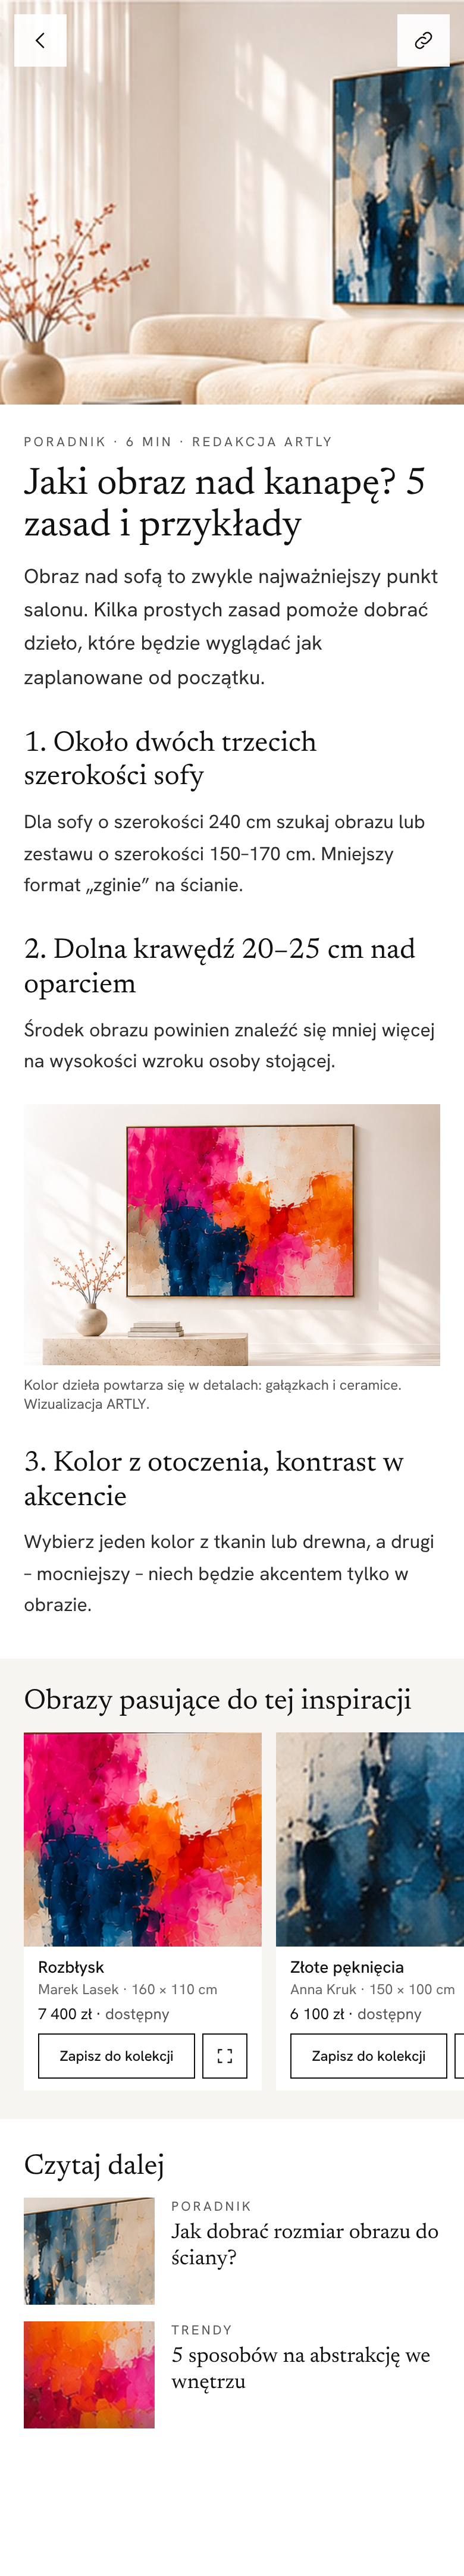 PORADNIK · 6 MIN · REDAKCJA ARTLY
Jaki obraz nad kanapę? 5
zasad i przykłady
Obraz nad sofą to zwykle najważniejszy punkt
salonu. Kilka prostych zasad pomoże dobrać
dzieło, które będzie wyglądać jak
zaplanowane od początku.
1. Około dwóch trzecich
szerokości sofy
Dla sofy o szerokości 240 cm szukaj obrazu lub
zestawu o szerokości 150–170 cm. Mniejszy
format „zginie” na ścianie.
2. Dolna krawędź 20–25 cm nad
oparciem
Środek obrazu powinien znaleźć się mniej więcej
na wysokości wzroku osoby stojącej.
Kolor dzieła powtarza się w detalach: gałązkach i ceramice.
Wizualizacja ARTLY.
3. Kolor z otoczenia, kontrast w
akcencie
Wybierz jeden kolor z tkanin lub drewna, a drugi
– mocniejszy – niech będzie akcentem tylko w
obrazie.
Obrazy pasujące do tej inspiracji
Rozbłysk
Marek Lasek · 160 × 110 cm
7 400 zł · dostępny
Zapisz do kolekcji
Złote pęknięcia
Anna Kruk · 150 × 100 cm
6 100 zł · dostępny
Zapisz do kolekcji
Czytaj dalej
PORADNIK
Jak dobrać rozmiar obrazu do
ściany?
TRENDY
5 sposobów na abstrakcję we
wnętrzu